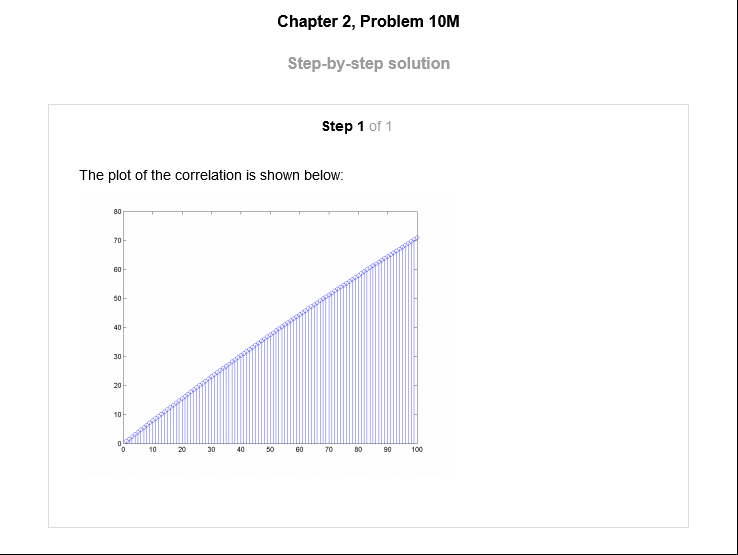 Chapter 2, Problem 10M
Step-by-step solution
Step 1 of 1
The plot of the correlation is shown below:
80
70
60
50
40
30
20
10
0
0 10 20 30 40 50 60 70 80 90 100